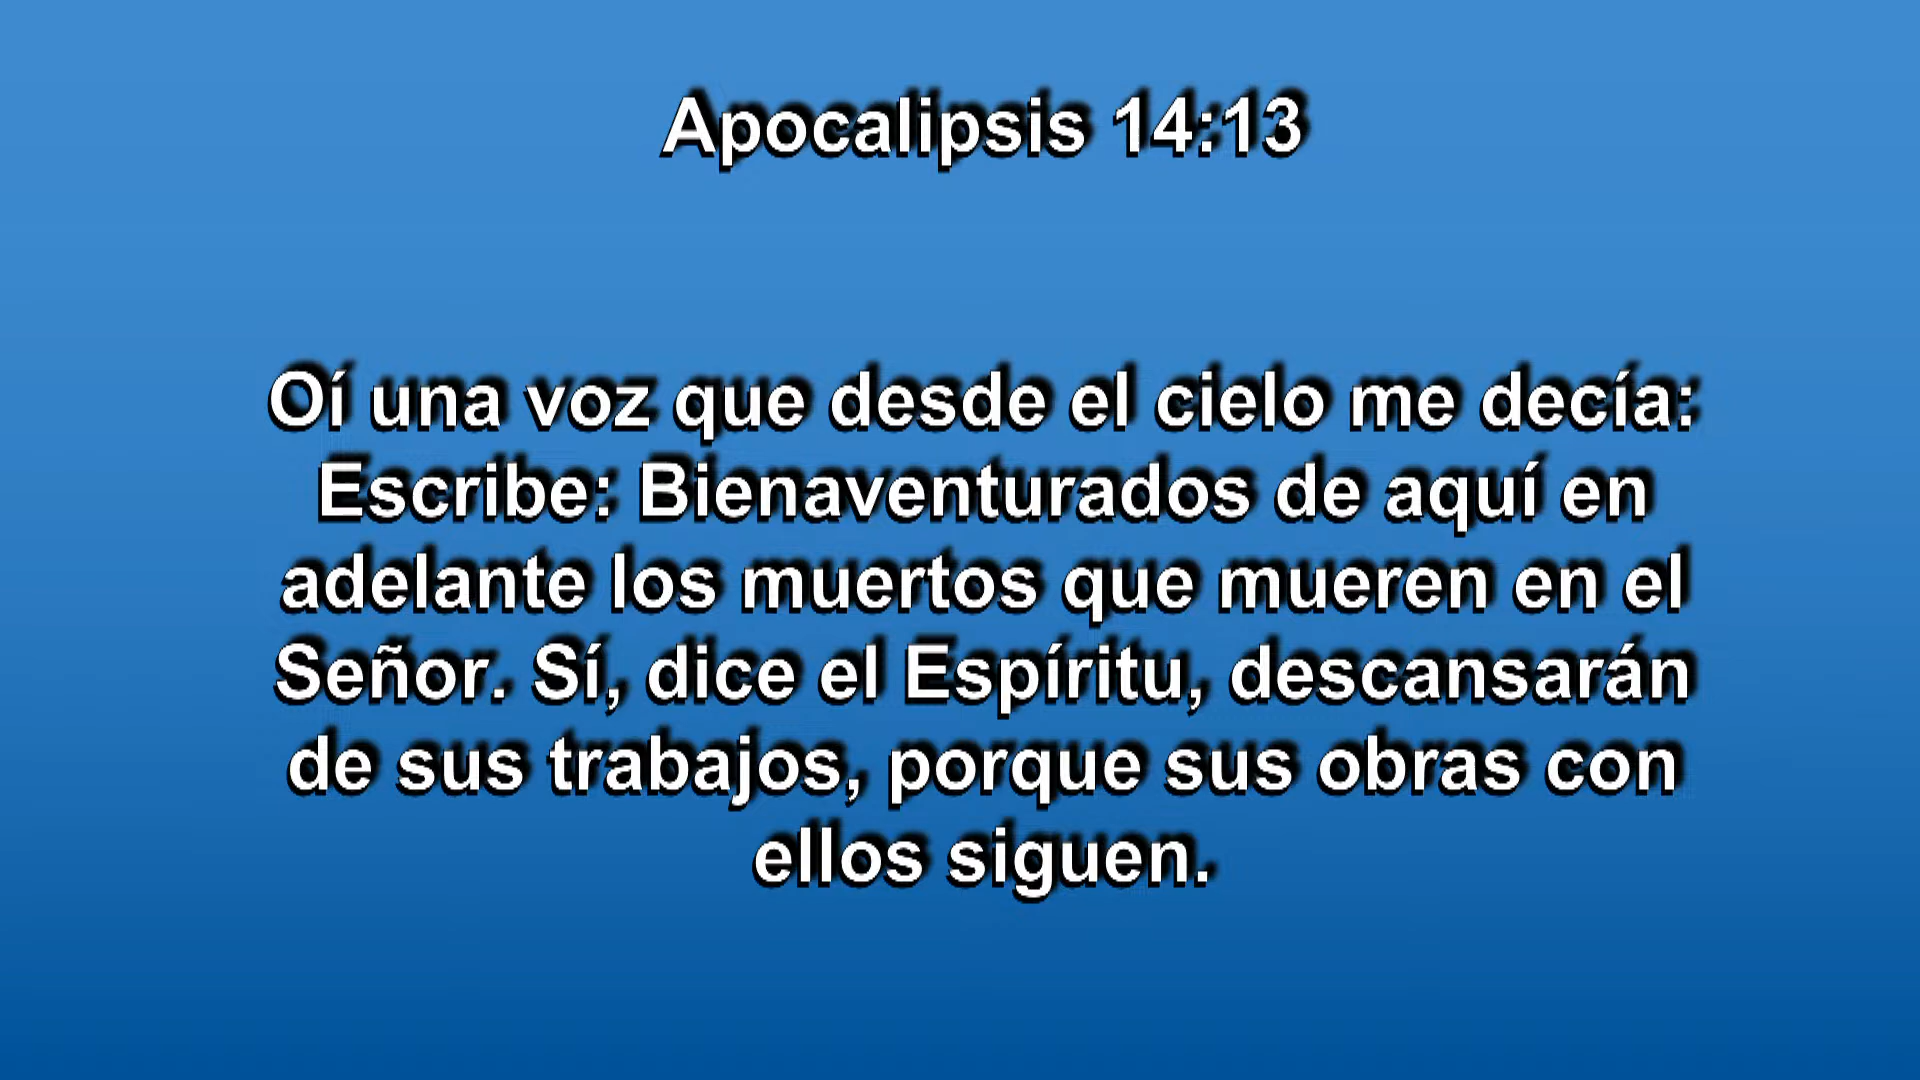 Apocalipsis 14:13
Oí una voz que desde el cielo me decía:
Escribe: Bienaventurados de aquí en
adelante los muertos que mueren en el
Señor. Sí, dice el Espíritu, descansarán
de sus trabajos, porque sus obras con
ellos siguen.